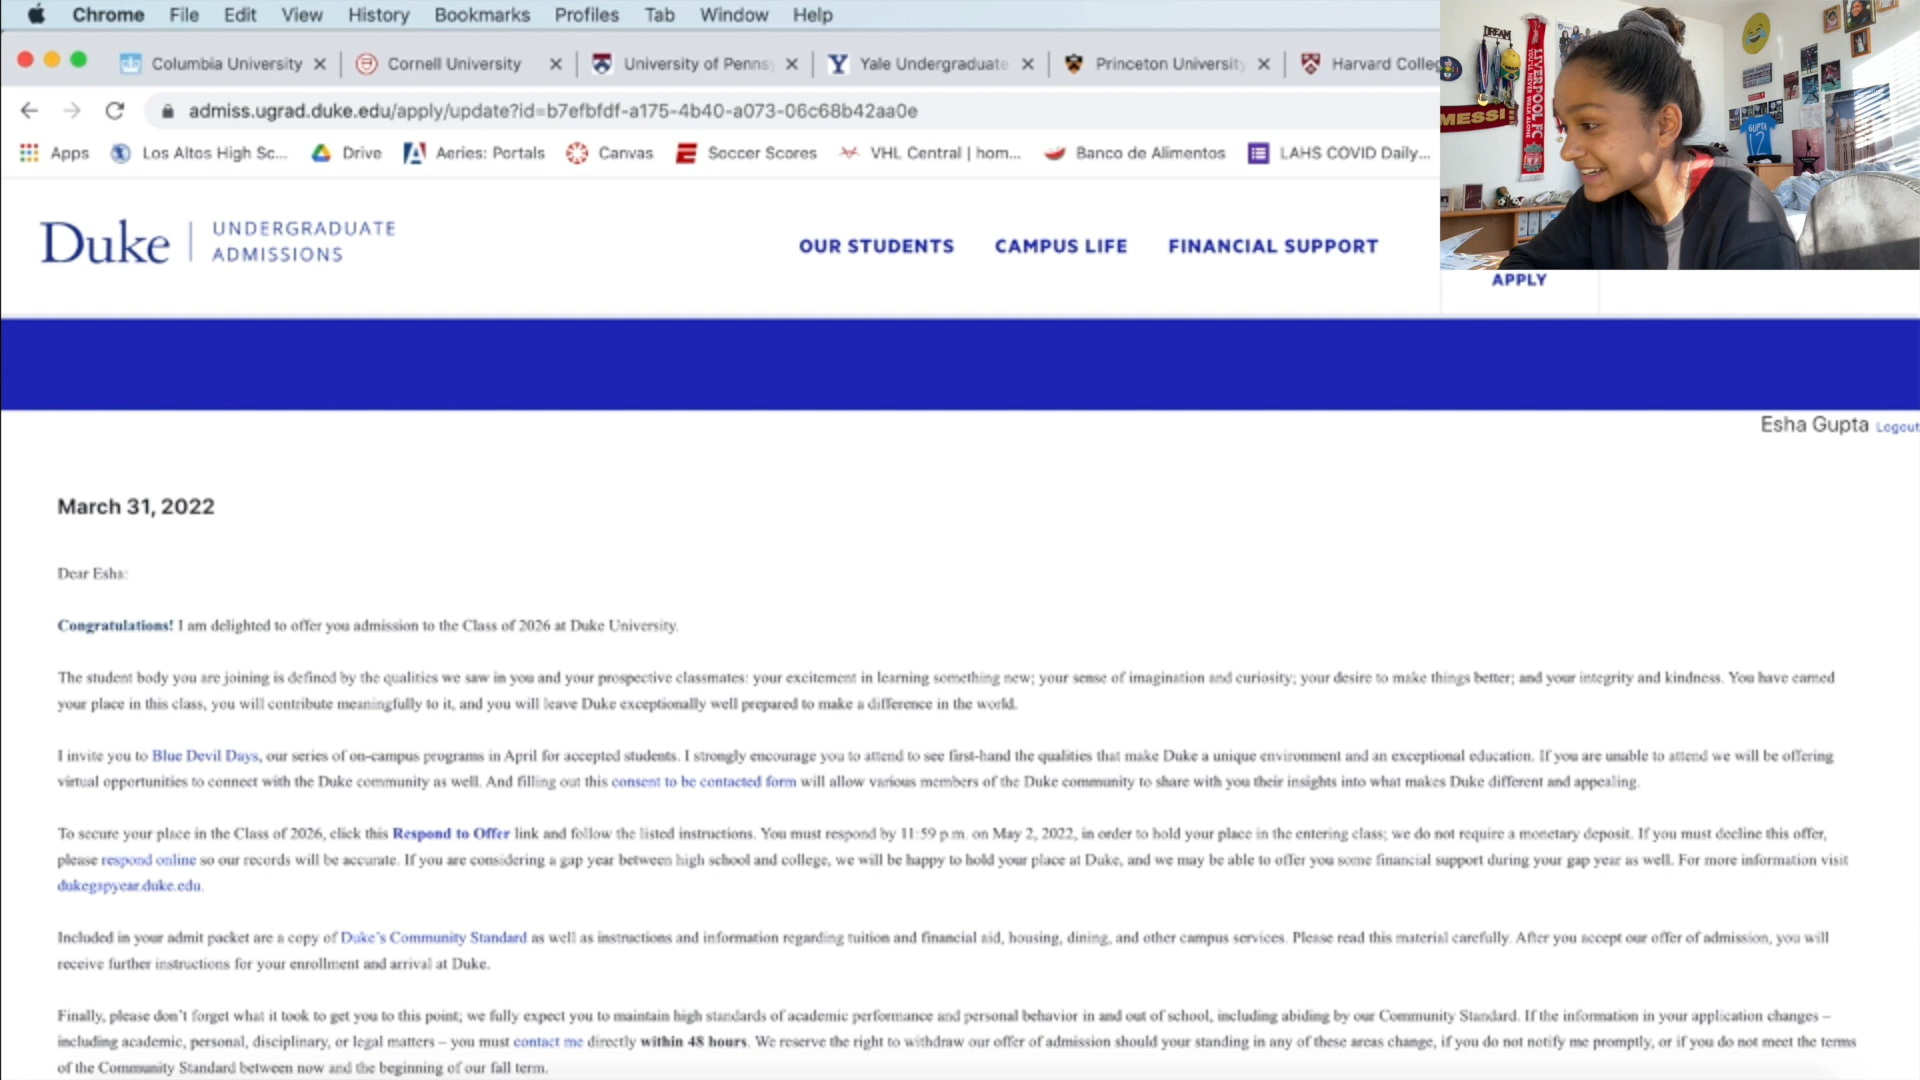 Chrome File Edit View History Bookmarks Profiles Tab Window Help
Columbia University Cornell University University of Penns Yale Undergraduate Princeton University Harvard Colleg
admiss.ugrad.duke.edu/apply/update?id=b7efbfdf-a175-4b40-a073-06c68b42aa0e
Apps Los Altos High Sc... Drive Aeries: Portals Canvas Soccer Scores VHL Central | hom... Banco de Alimentos LAHS COVID Daily...
DREAM
LIVERPOOL FC
YOU'LL NEVER WALK ALONE
MESSI
GUPTA
12
Duke UNDERGRADUATE
ADMISSIONS
OUR STUDENTS CAMPUS LIFE FINANCIAL SUPPORT
APPLY
Esha Gupta Logout
March 31, 2022
Dear Esha:
Congratulations! I am delighted to offer you admission to the Class of 2026 at Duke University.
The student body you are joining is defined by the qualities we saw in you and your prospective classmates: your excitement in learning something new; your sense of imagination and curiosity; your desire to make things better; and your integrity and kindness. You have earned
your place in this class, you will contribute meaningfully to it, and you will leave Duke exceptionally well prepared to make a difference in the world.
I invite you to Blue Devil Days, our series of on-campus programs in April for accepted students. I strongly encourage you to attend to see first-hand the qualities that make Duke a unique environment and an exceptional education. If you are unable to attend we will be offering
virtual opportunities to connect with the Duke community as well. And filling out this consent to be contacted form will allow various members of the Duke community to share with you their insights into what makes Duke different and appealing.
To secure your place in the Class of 2026, click this Respond to Offer link and follow the listed instructions. You must respond by 11:59 p.m. on May 2, 2022, in order to hold your place in the entering class; we do not require a monetary deposit. If you must decline this offer,
please respond online so our records will be accurate. If you are considering a gap year between high school and college, we will be happy to hold your place at Duke, and we may be able to offer you some financial support during your gap year as well. For more information visit
dukegapyear.duke.edu.
Included in your admit packet are a copy of Duke's Community Standard as well as instructions and information regarding tuition and financial aid, housing, dining, and other campus services. Please read this material carefully. After you accept our offer of admission, you will
receive further instructions for your enrollment and arrival at Duke.
Finally, please don't forget what it took to get you to this point; we fully expect you to maintain high standards of academic performance and personal behavior in and out of school, including abiding by our Community Standard. If the information in your application changes –
including academic, personal, disciplinary, or legal matters – you must contact me directly within 48 hours. We reserve the right to withdraw our offer of admission should your standing in any of these areas change, if you do not notify me promptly, or if you do not meet the terms
of the Community Standard between now and the beginning of our fall term.